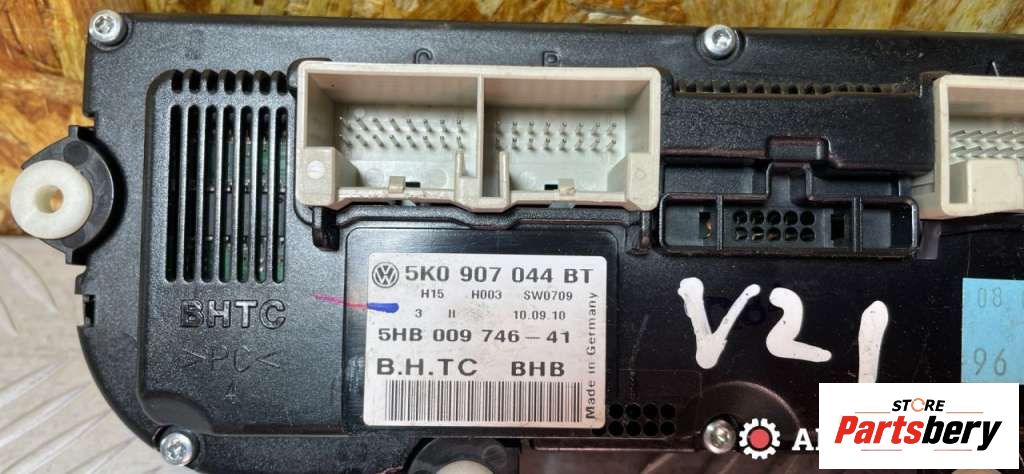 C B
5K0 907 044 BT
H15 H003 SW0709
3 II 10.09.10
5HB 009 746-41
B.H.TC BHB
Made in Germany
BHTC
>PC<
V21
08.
96
STORE
Partsbery